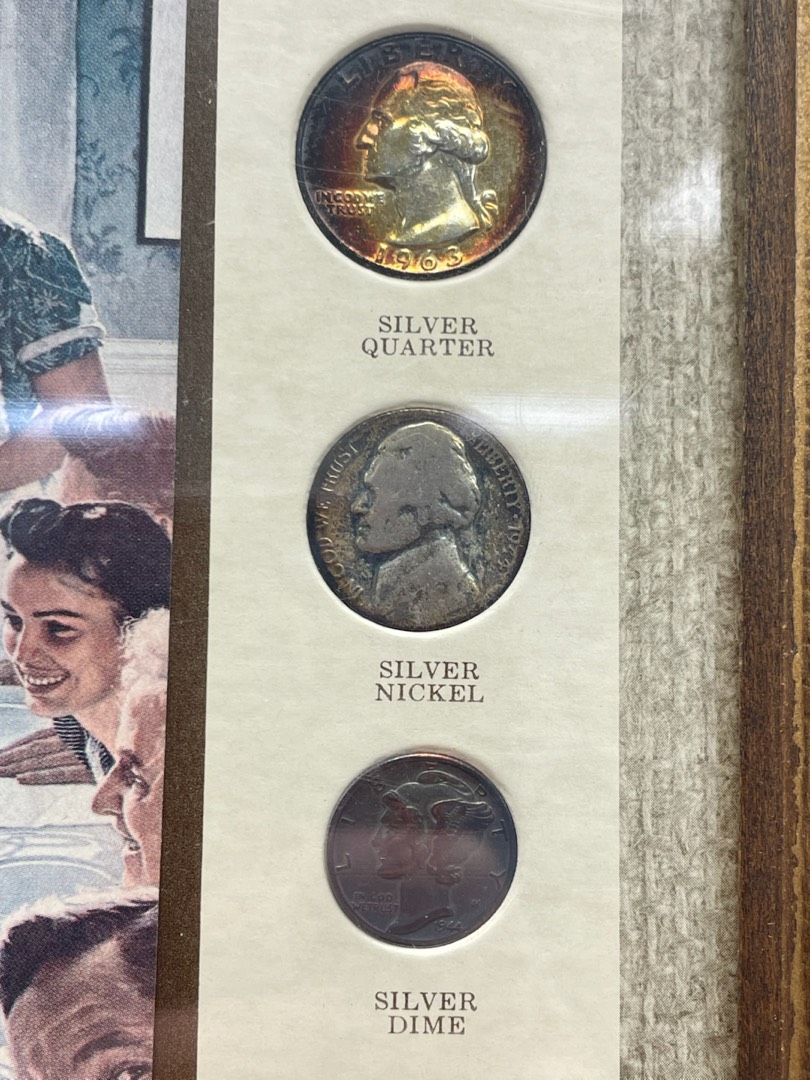 LIBERTY
IN GOD WE
TRUST
1963
SILVER
QUARTER
IN GOD WE TRUST
LIBERTY
SILVER
NICKEL
LIBERTY
IN GOD
WE TRUST
1944
SILVER
DIME